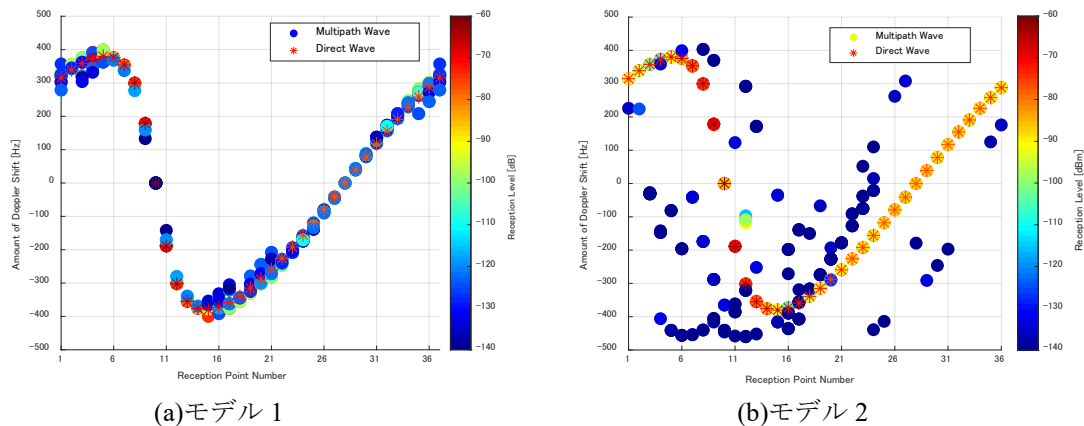 500
400
300
200
100
0
-100
-200
-300
-400
-500
Amount of Doppler Shift [Hz]
1 6 11 16 21 26 31 36
Reception Point Number
Multipath Wave
Direct Wave
-60
-70
-80
-90
-100
-110
-120
-130
-140
Reception Level [dB]
(a)モデル 1
500
400
300
200
100
0
-100
-200
-300
-400
-500
Amount of Doppler Shift [Hz]
1 6 11 16 21 26 31 36
Reception Point Number
Multipath Wave
Direct Wave
-60
-70
-80
-90
-100
-110
-120
-130
-140
Reception Level [dBm]
(b)モデル 2